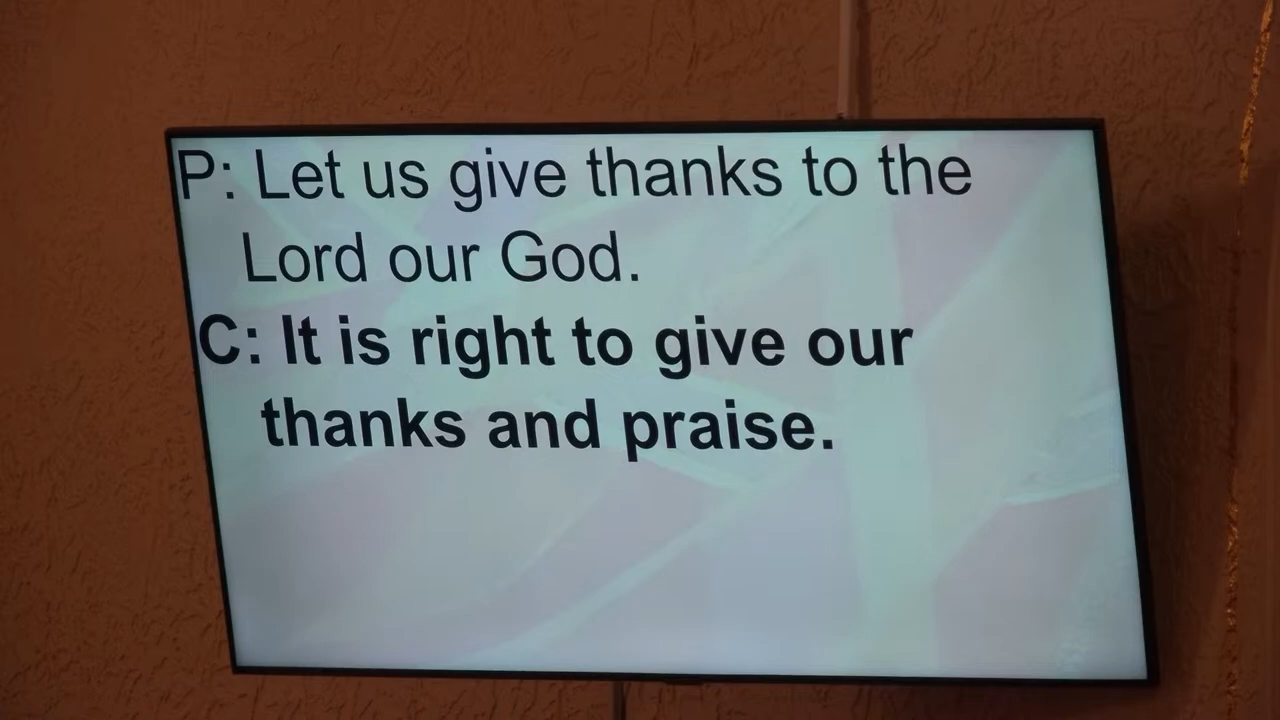 P: Let us give thanks to the
Lord our God.
C: It is right to give our
thanks and praise.